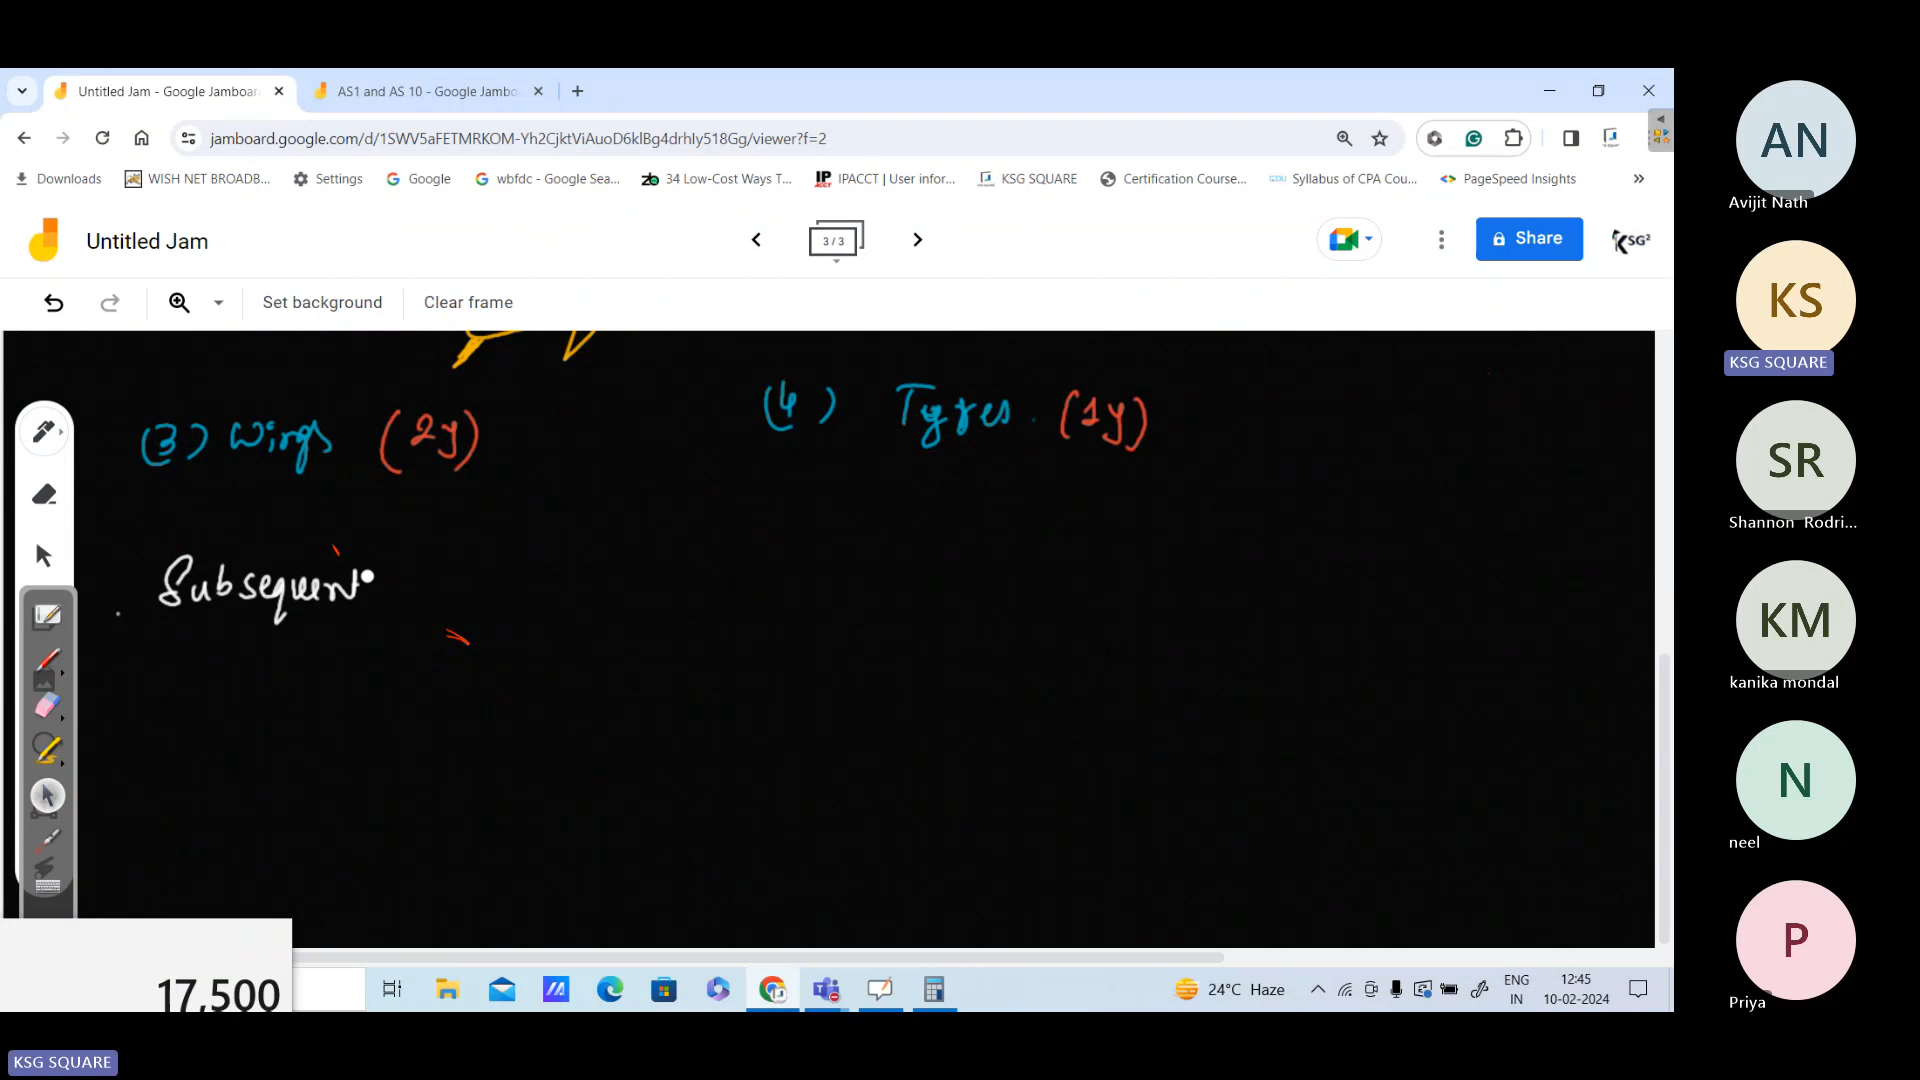 Untitled Jam - Google Jamboar
AS1 and AS 10 - Google Jambo
jamboard.google.com/d/1SWV5aFETMRKOM-Yh2CjktViAuoD6klBg4drhly518Gg/viewer?f=2
Downloads
WISH NET BROADB...
Settings
Google
wbfdc - Google Sea...
34 Low-Cost Ways T...
IPACCT | User infor...
KSG SQUARE
Certification Course...
Syllabus of CPA Cou...
PageSpeed Insights
Untitled Jam
3 / 3
Share
KSG²
Set background
Clear frame
(3) Wings (2y)
(4) Tyres. (1y)
Subsequent
17,500
24°C Haze
ENG
IN
12:45
10-02-2024
KSG SQUARE
AN
Avijit Nath
KS
KSG SQUARE
SR
Shannon Rodri...
KM
kanika mondal
N
neel
P
Priya